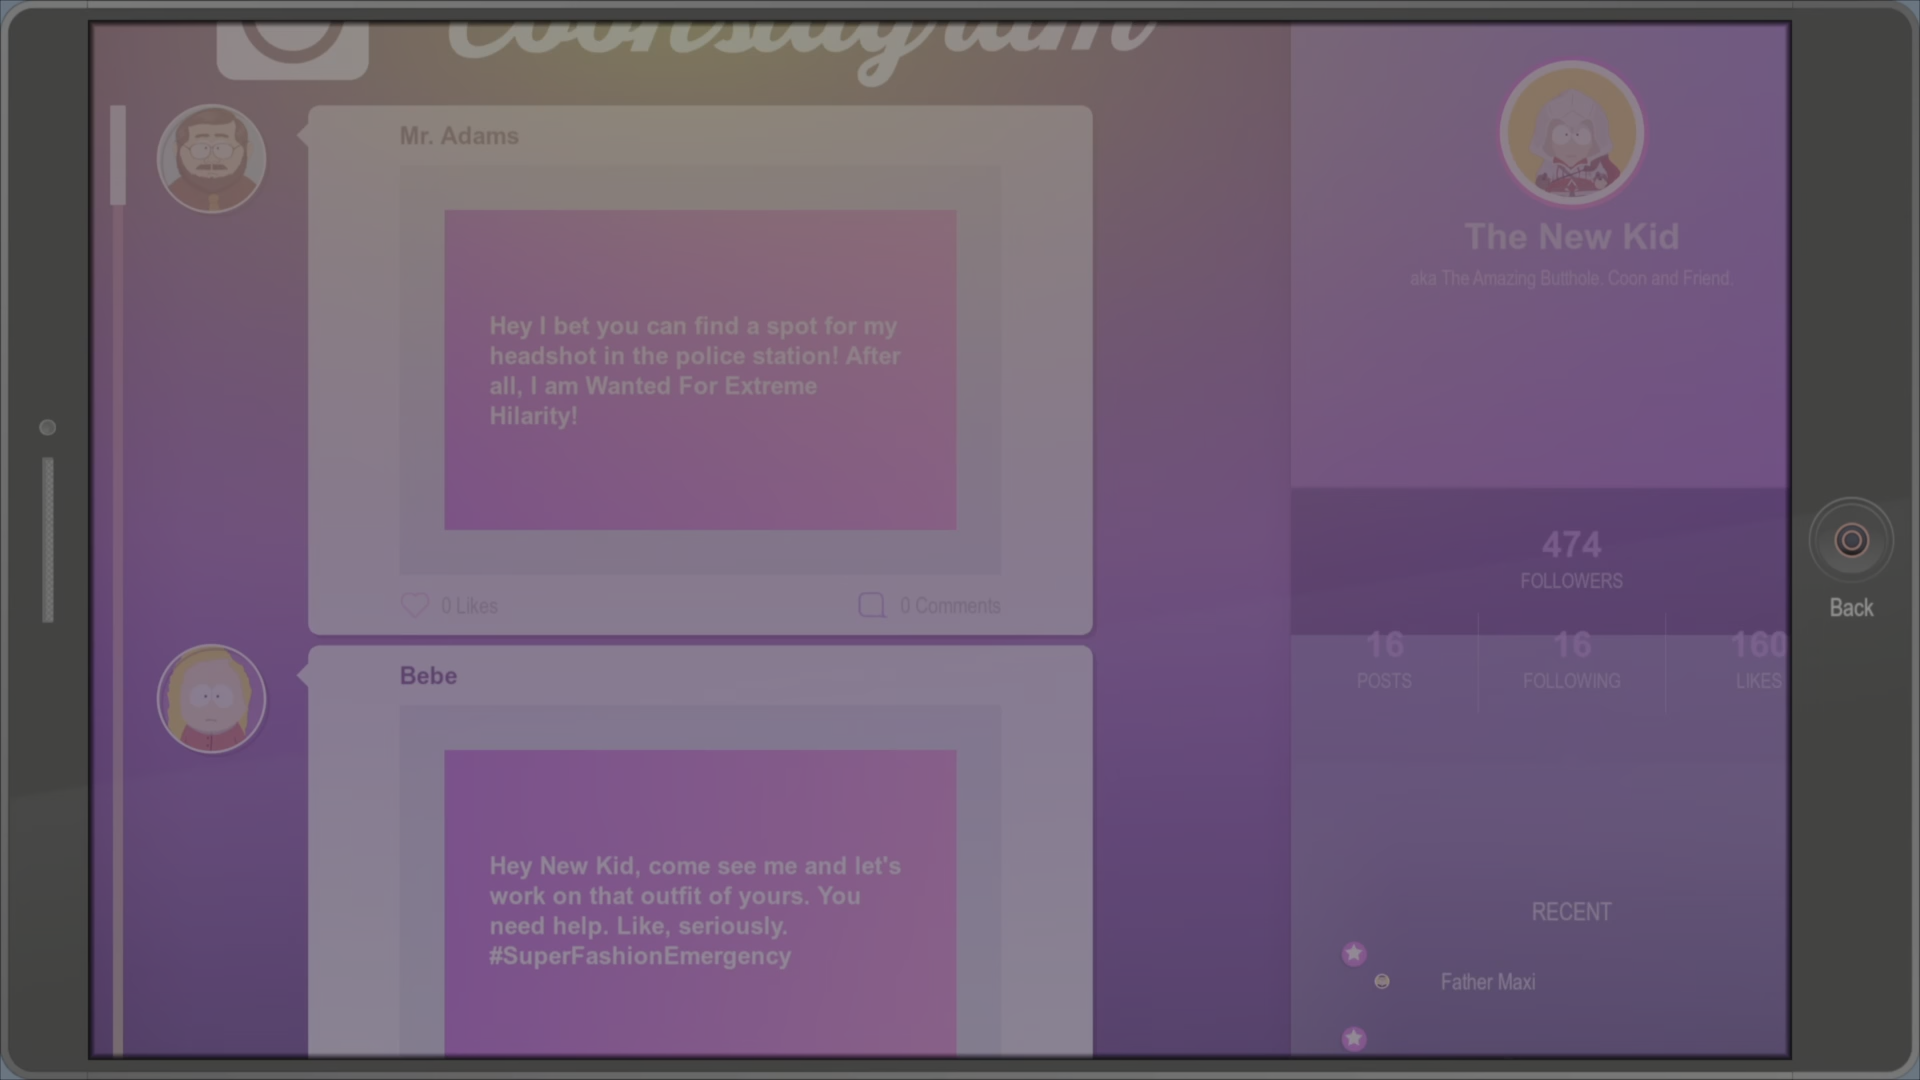 Coonstagram
Mr. Adams
Hey I bet you can find a spot for my
headshot in the police station! After
all, I am Wanted For Extreme
Hilarity!
0 Likes
0 Comments
Bebe
Hey New Kid, come see me and let's
work on that outfit of yours. You
need help. Like, seriously.
#SuperFashionEmergency
The New Kid
aka The Amazing Butthole. Coon and Friend.
474
FOLLOWERS
16
POSTS
16
FOLLOWING
160
LIKES
RECENT
Father Maxi
Back